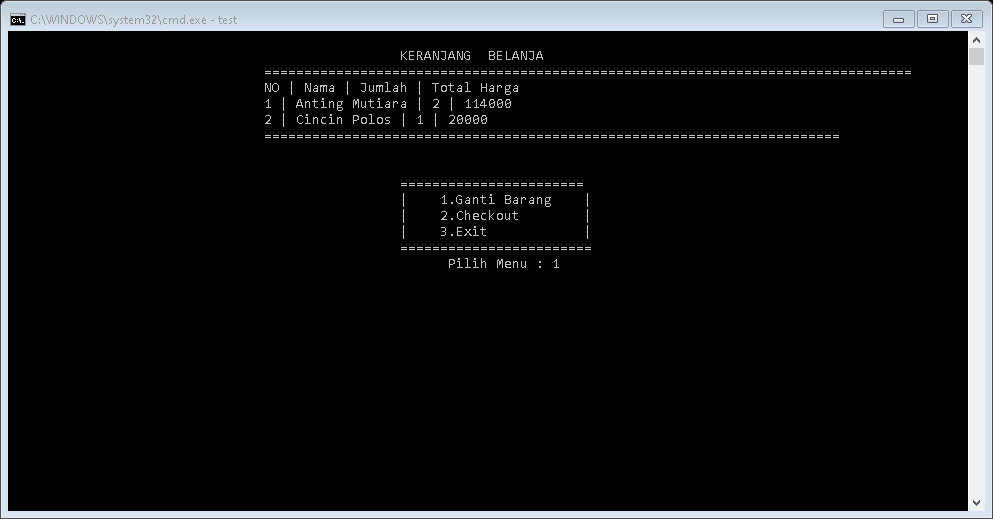 C:\WINDOWS\system32\cmd.exe - test
KERANJANG  BELANJA
=================================================================================
NO | Nama | Jumlah | Total Harga
1 | Anting Mutiara | 2 | 114000
2 | Cincin Polos | 1 | 20000
========================================================================
=======================
|    1.Ganti Barang    |
|    2.Checkout        |
|    3.Exit            |
========================
Pilih Menu : 1